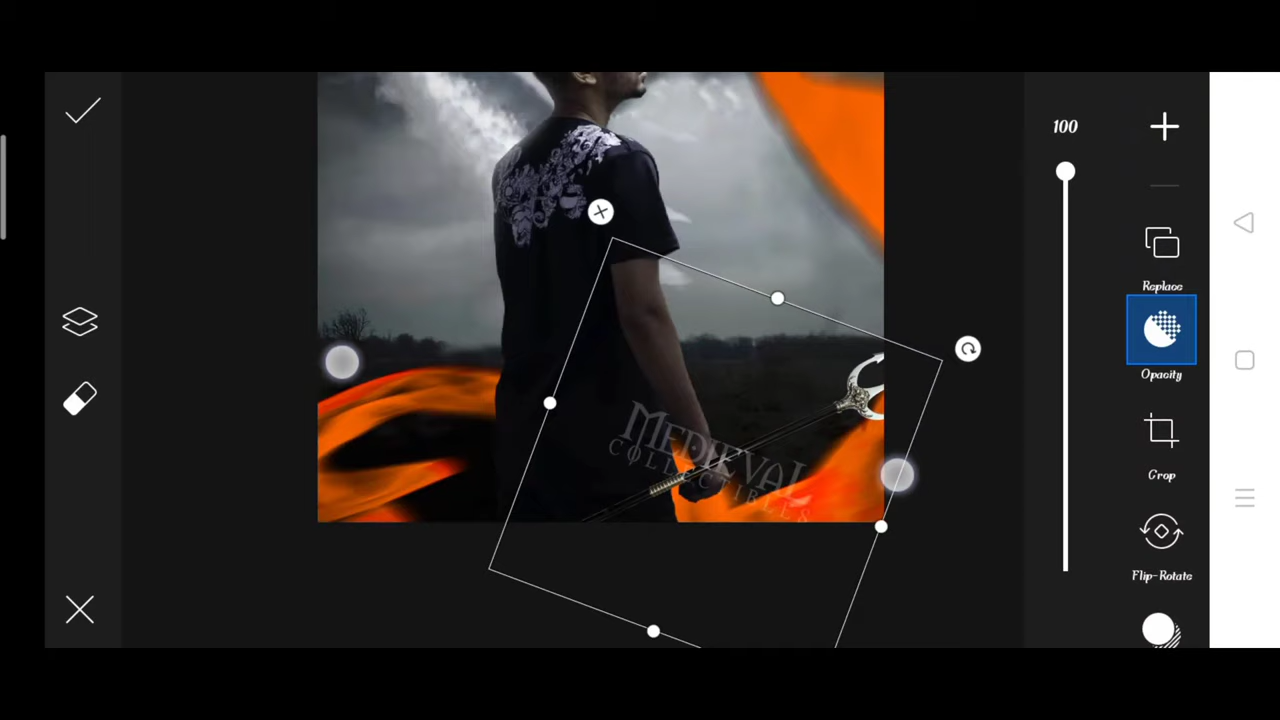 100
Replace
Opacity
Crop
Flip-Rotate
MEDIEVAL
COLLECTIBLES